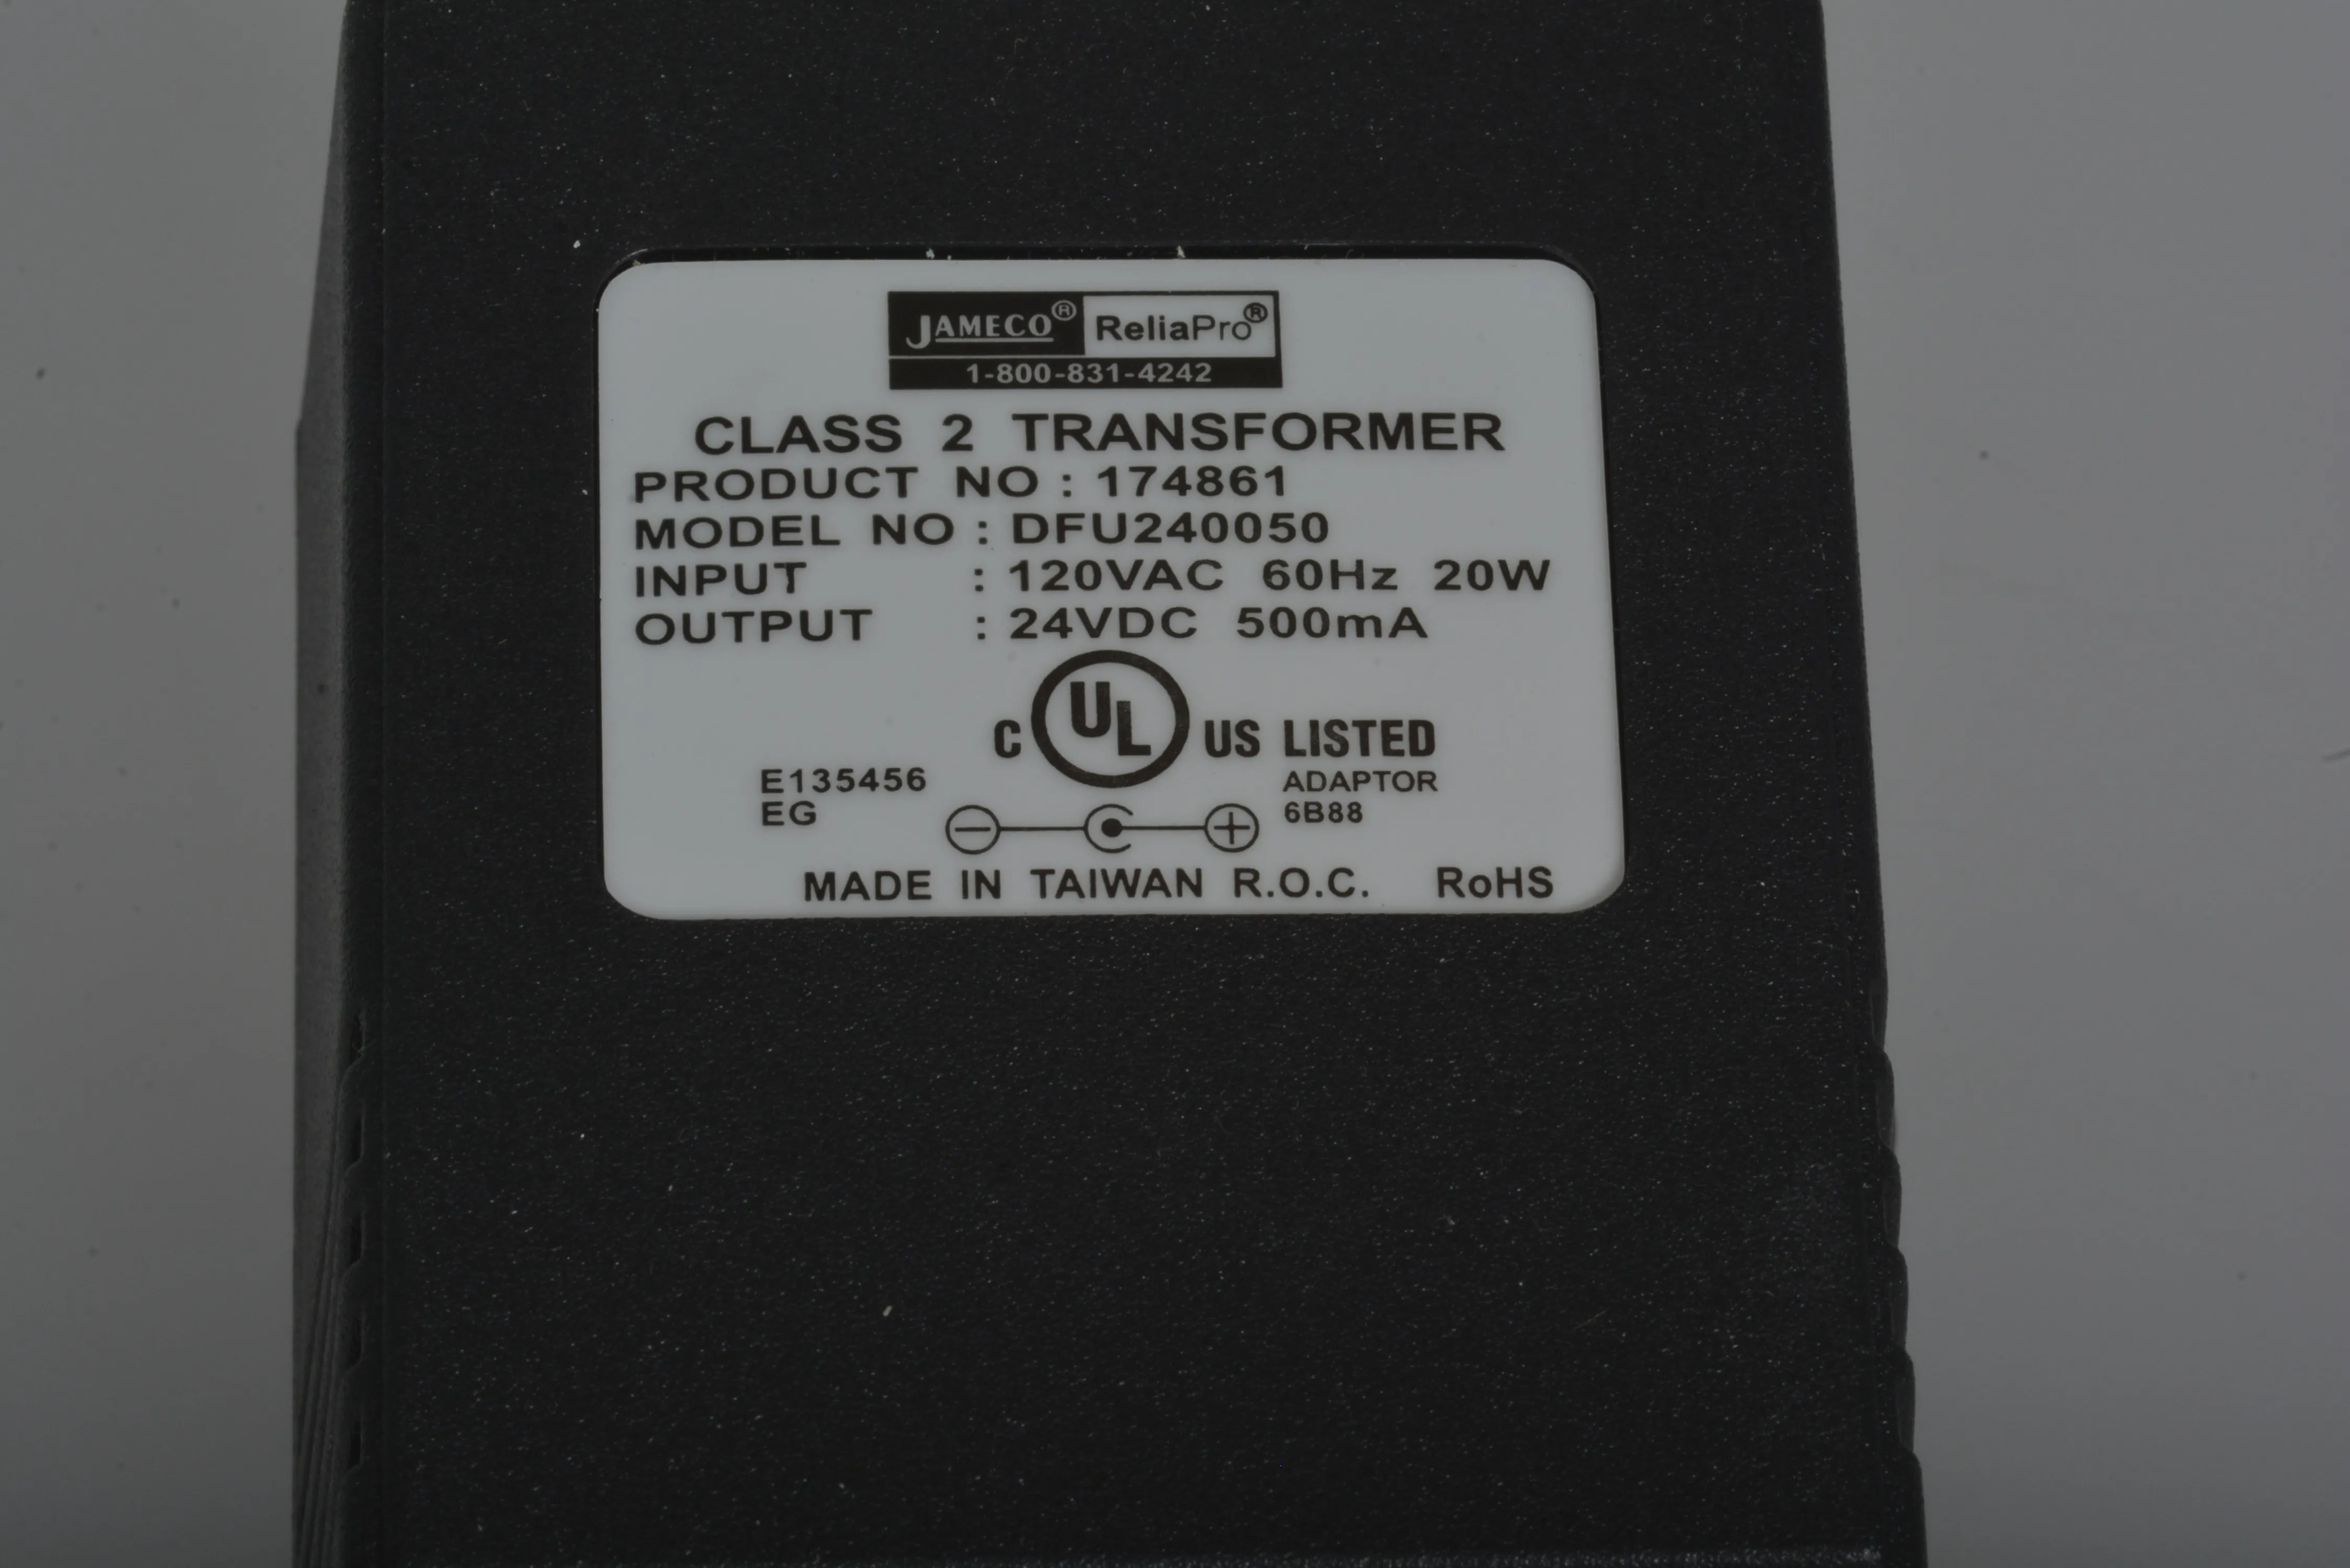 JAMECO® ReliaPro®
1-800-831-4242
CLASS 2 TRANSFORMER
PRODUCT NO : 174861
MODEL NO : DFU240050
INPUT : 120VAC 60Hz 20W
OUTPUT : 24VDC 500mA
C UL US LISTED
E135456 ADAPTOR
EG 6B88
MADE IN TAIWAN R.O.C. RoHS